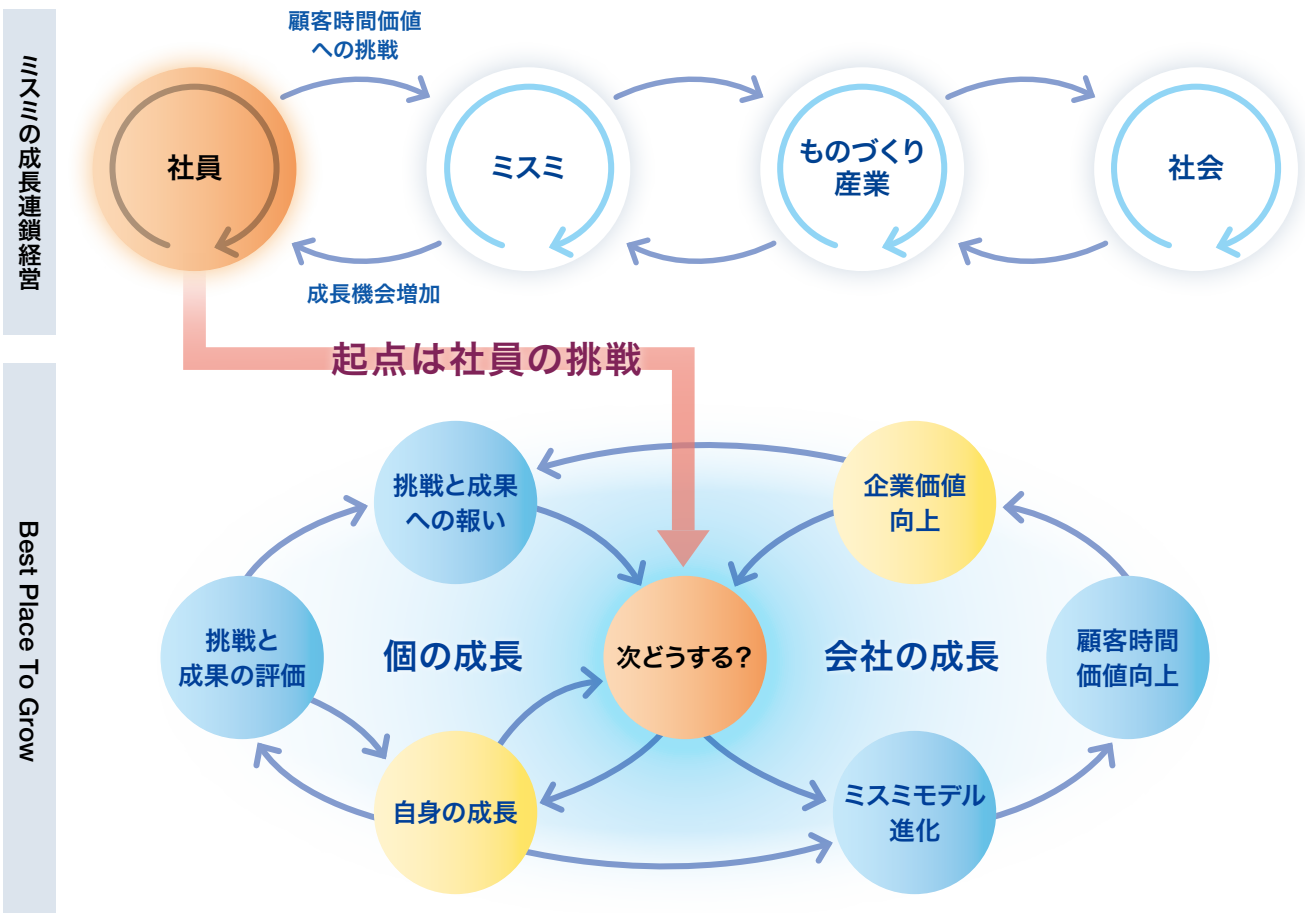 ミスミの成長連鎖経営
顧客時間価値
への挑戦
社員
ミスミ
ものづくり
産業
社会
成長機会増加
起点は社員の挑戦
Best Place To Grow
挑戦と成果
への報い
企業価値
向上
挑戦と
成果の評価
個の成長
次どうする?
会社の成長
顧客時間
価値向上
自身の成長
ミスミモデル
進化